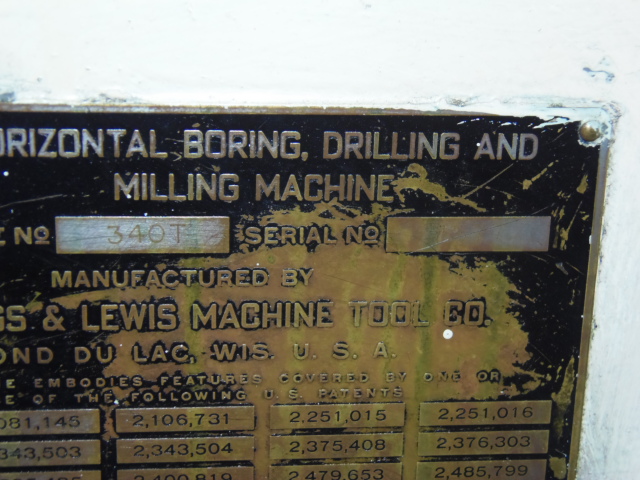 ORIZONTAL BORING, DRILLING AND
MILLING MACHINE
E No 340T SERIAL No
MANUFACTURED BY
GS & LEWIS MACHINE TOOL CO.
OND DU LAC, WIS. U. S. A.
E EMBODIES FEATURES COVERED BY ONE OR
E OF THE FOLLOWING U.S. PATENTS
081,145 2,106,731 2,251,015 2,251,016
343,503 2,343,504 2,375,408 2,376,303
2,400,819 2,479,653 2,485,799